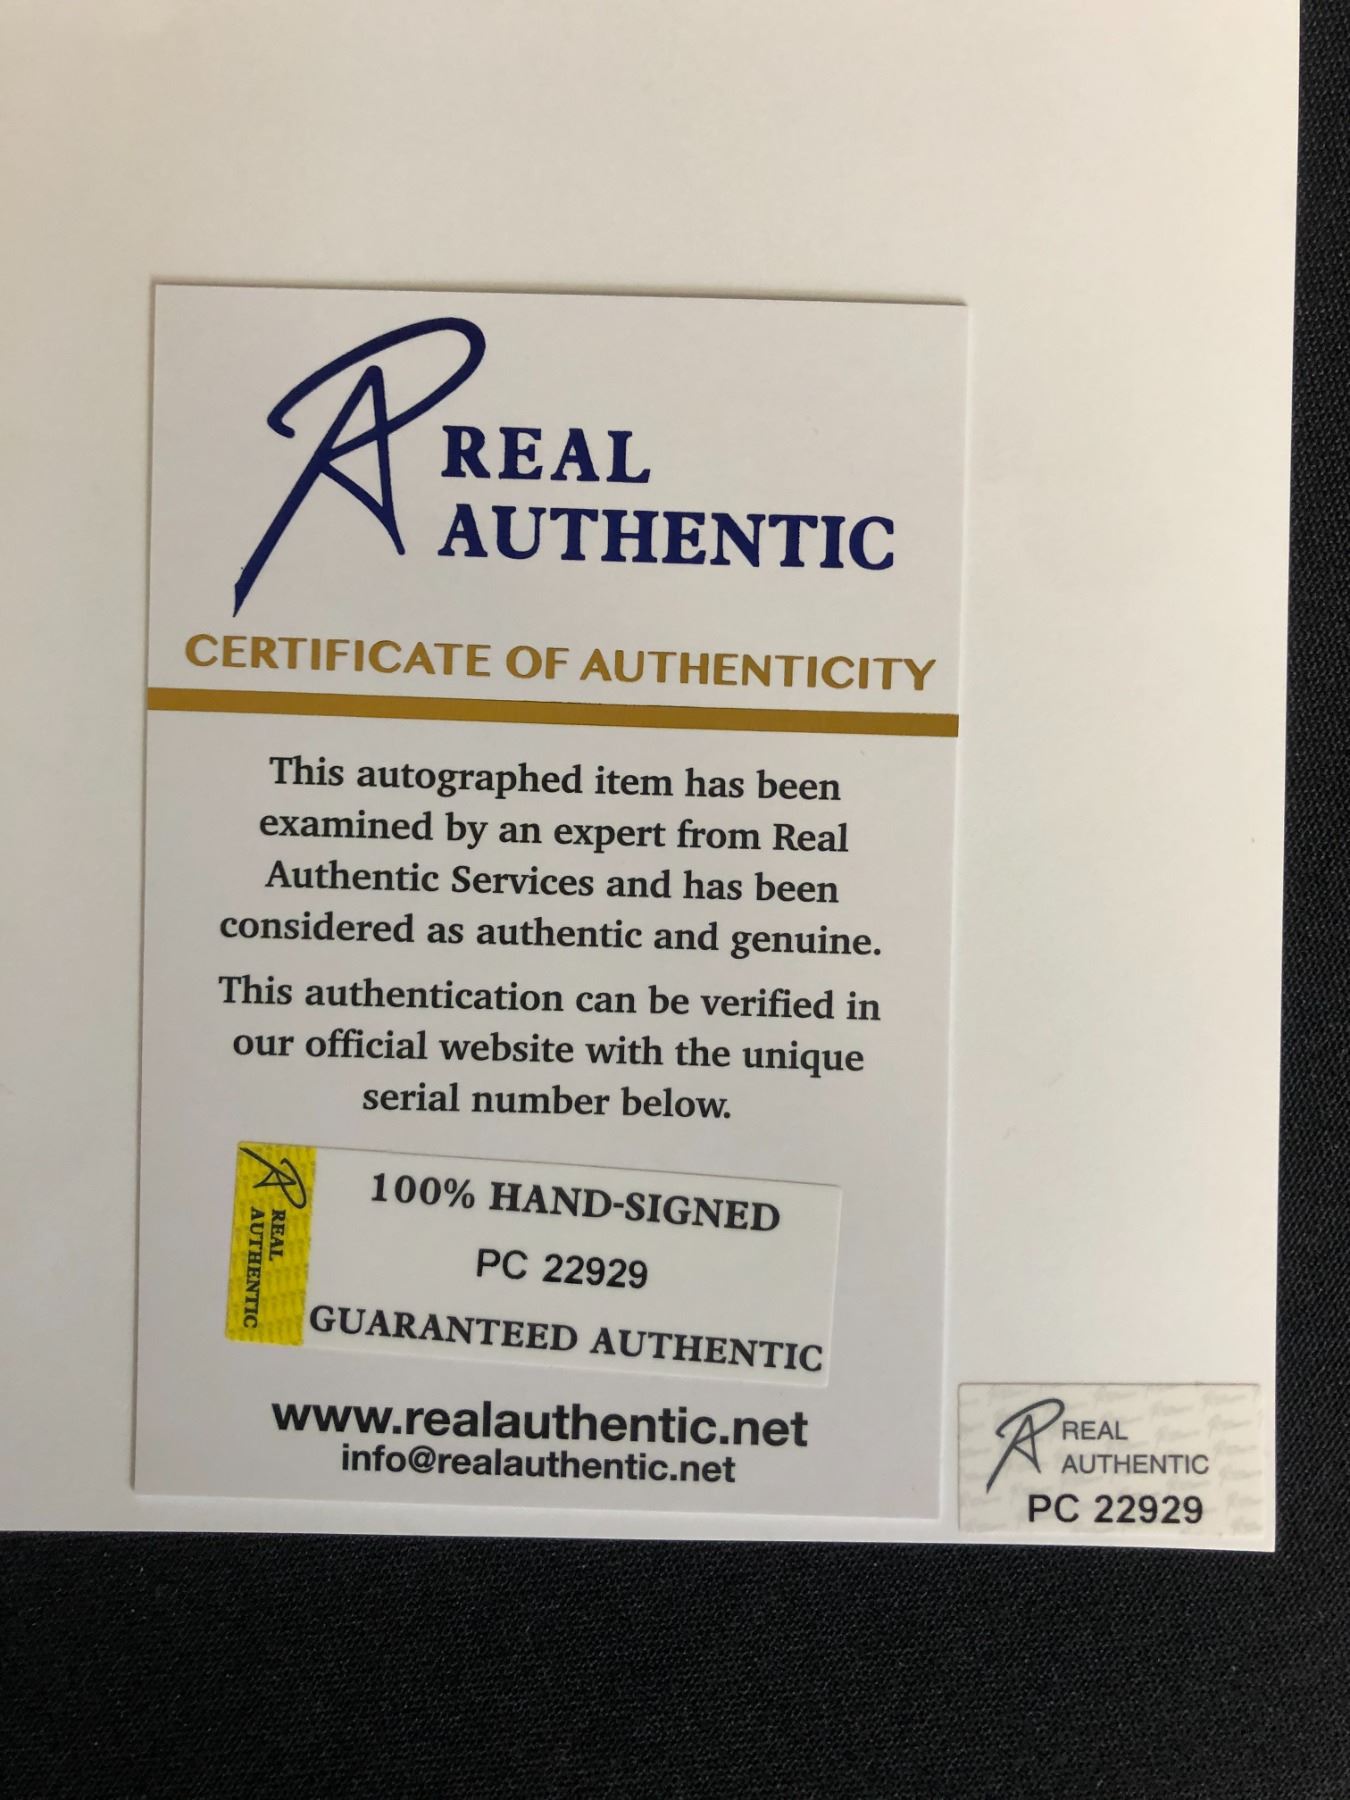 REAL
AUTHENTIC
CERTIFICATE OF AUTHENTICITY
This autographed item has been
examined by an expert from Real
Authentic Services and has been
considered as authentic and genuine.
This authentication can be verified in
our official website with the unique
serial number below.
REAL
AUTHENTIC
100% HAND-SIGNED
PC 22929
GUARANTEED AUTHENTIC
www.realauthentic.net
info@realauthentic.net
REAL
AUTHENTIC
PC 22929